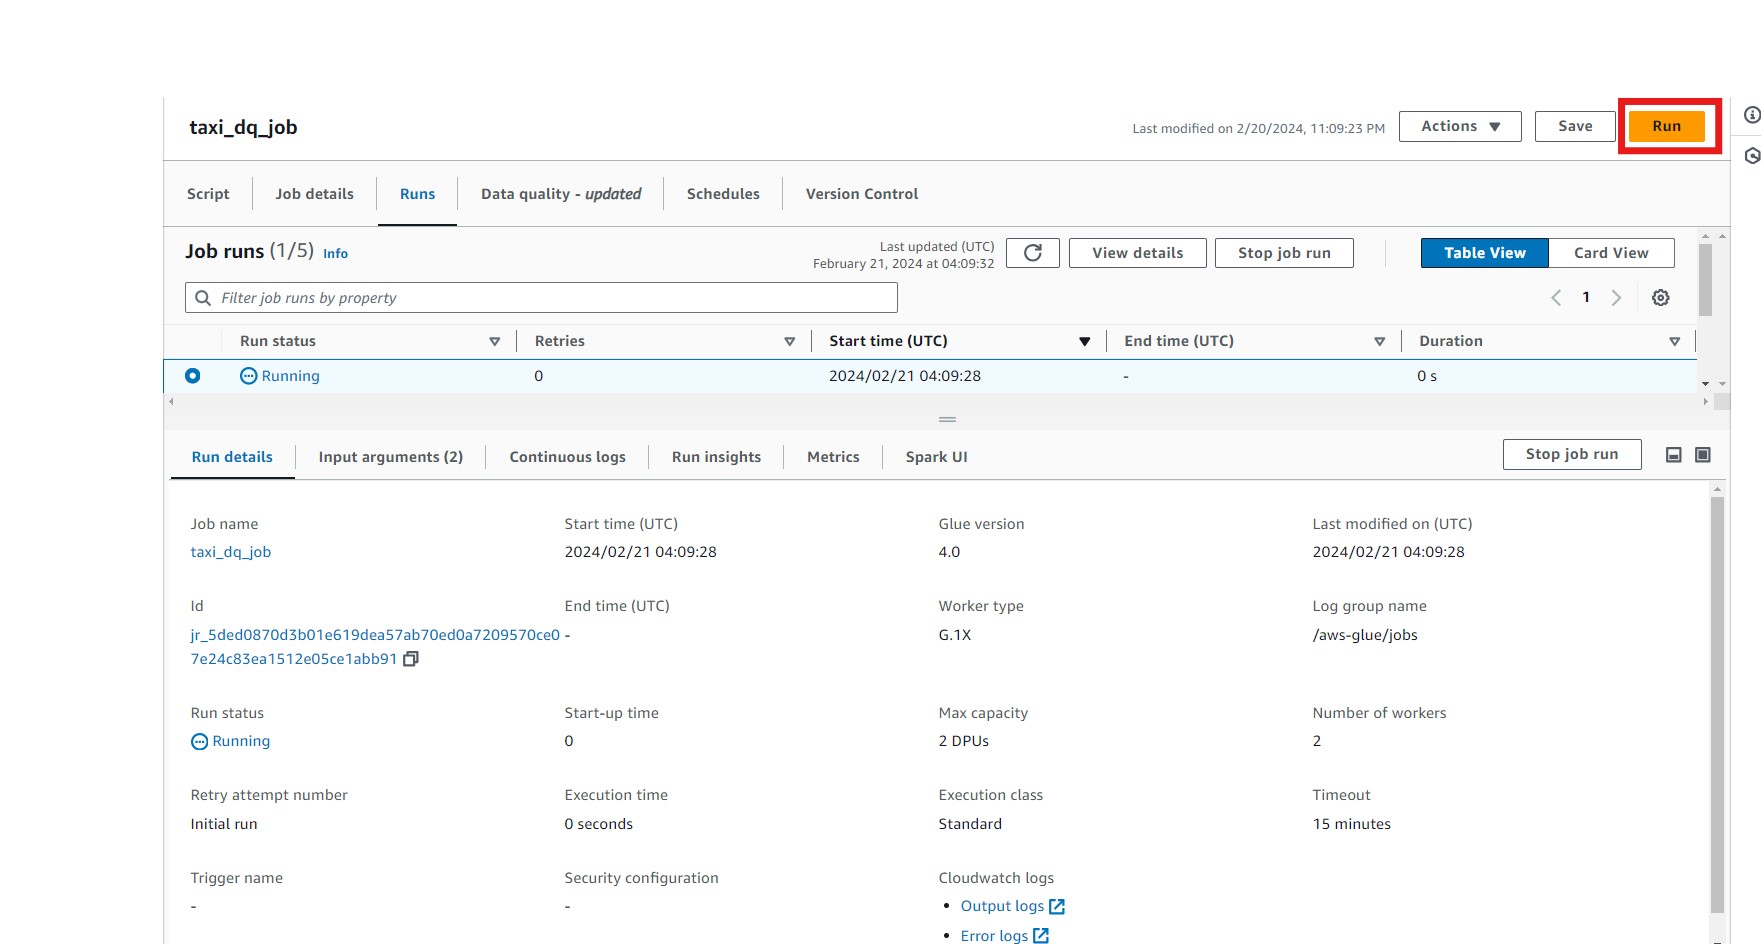 taxi_dq_job
Last modified on 2/20/2024, 11:09:23 PM
Actions
Save
Run
Script
Job details
Runs
Data quality - updated
Schedules
Version Control
Job runs (1/5) Info
Last updated (UTC)
February 21, 2024 at 04:09:32
View details
Stop job run
Table View
Card View
Filter job runs by property
1
Run status
Retries
Start time (UTC)
End time (UTC)
Duration
Running
0
2024/02/21 04:09:28
-
0 s
Run details
Input arguments (2)
Continuous logs
Run insights
Metrics
Spark UI
Stop job run
Job name
taxi_dq_job
Start time (UTC)
2024/02/21 04:09:28
Glue version
4.0
Last modified on (UTC)
2024/02/21 04:09:28
Id
jr_5ded0870d3b01e619dea57ab70ed0a7209570ce0
7e24c83ea1512e05ce1abb91
End time (UTC)
-
Worker type
G.1X
Log group name
/aws-glue/jobs
Run status
Running
Start-up time
0
Max capacity
2 DPUs
Number of workers
2
Retry attempt number
Initial run
Execution time
0 seconds
Execution class
Standard
Timeout
15 minutes
Trigger name
-
Security configuration
-
Cloudwatch logs
• Output logs
• Error logs